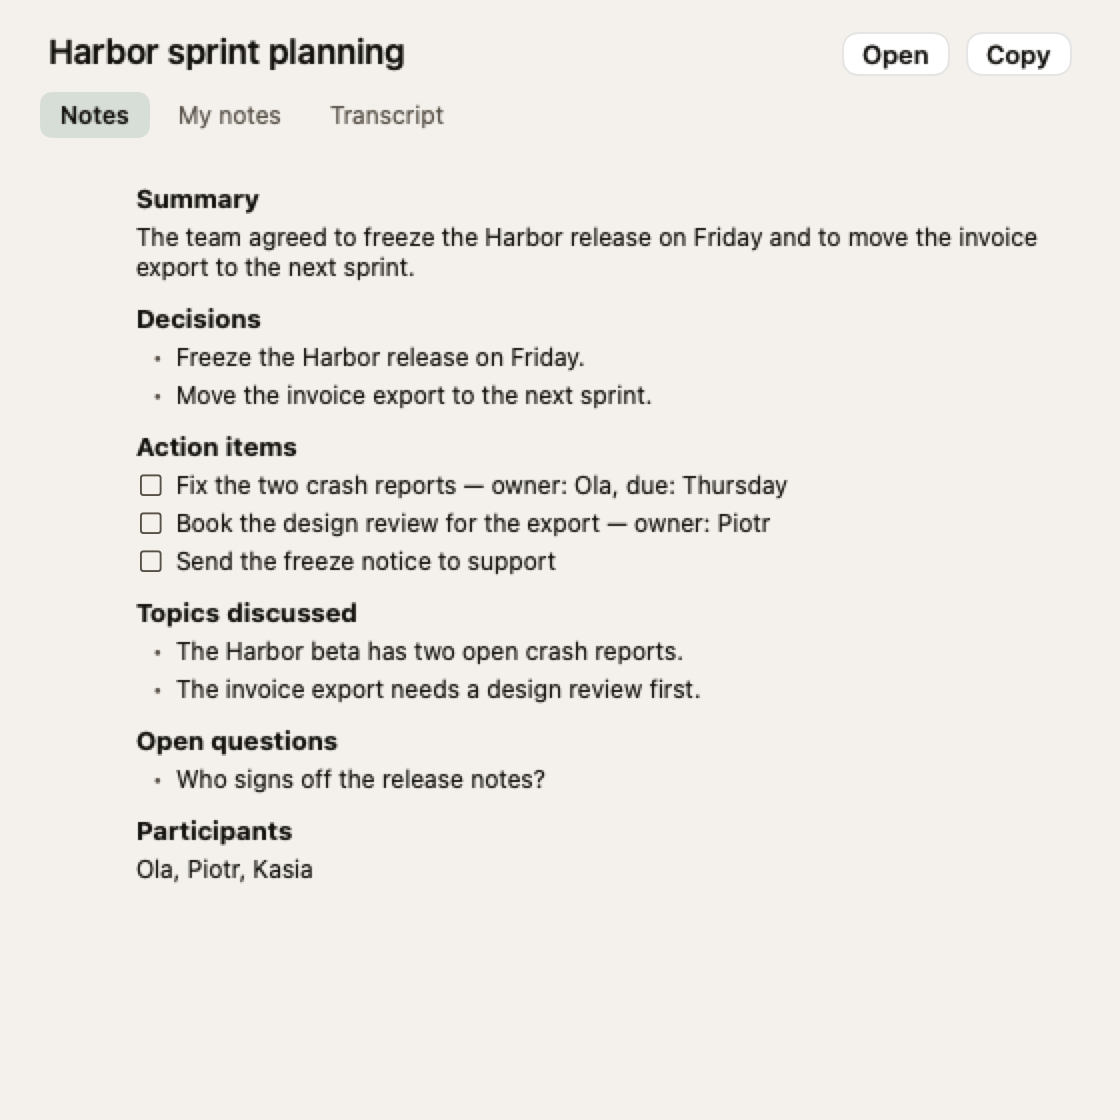 Harbor sprint planning
Open
Copy
Notes
My notes
Transcript
Summary
The team agreed to freeze the Harbor release on Friday and to move the invoice
export to the next sprint.
Decisions
• Freeze the Harbor release on Friday.
• Move the invoice export to the next sprint.
Action items
Fix the two crash reports — owner: Ola, due: Thursday
Book the design review for the export — owner: Piotr
Send the freeze notice to support
Topics discussed
• The Harbor beta has two open crash reports.
• The invoice export needs a design review first.
Open questions
• Who signs off the release notes?
Participants
Ola, Piotr, Kasia